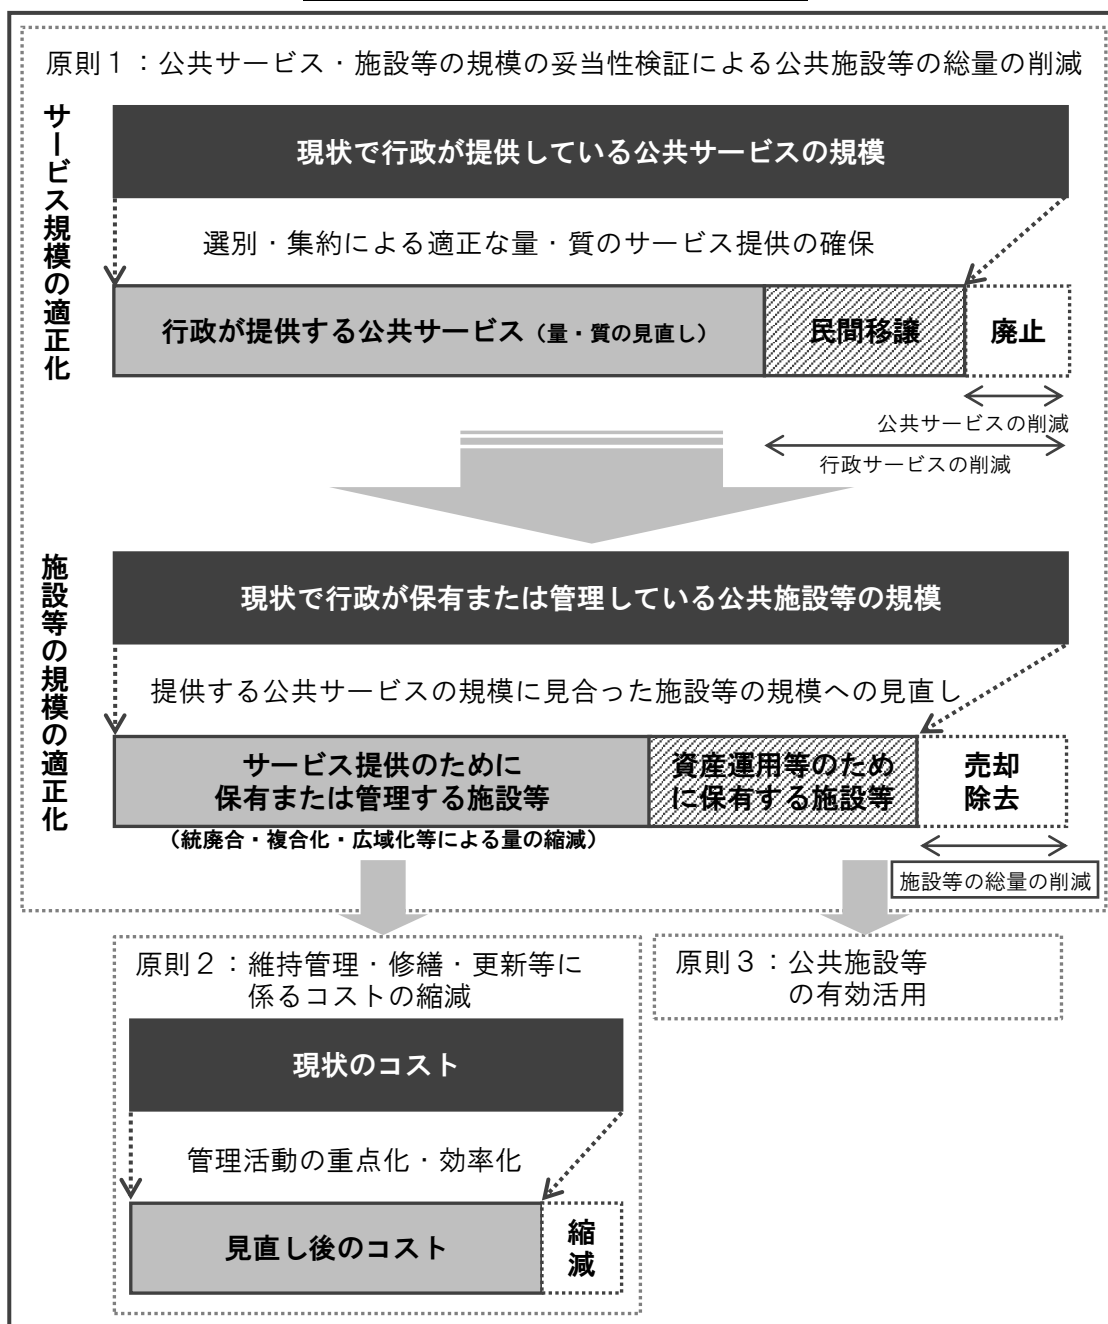 原則１：公共サービス・施設等の規模の妥当性検証による公共施設等の総量の削減
サービス規模の適正化
現状で行政が提供している公共サービスの規模
選別・集約による適正な量・質のサービス提供の確保
行政が提供する公共サービス（量・質の見直し）
民間移譲
廃止
公共サービスの削減
行政サービスの削減
施設等の規模の適正化
現状で行政が保有または管理している公共施設等の規模
提供する公共サービスの規模に見合った施設等の規模への見直し
サービス提供のために
保有または管理する施設等
資産運用等のため
に保有する施設等
売却
除去
（統廃合・複合化・広域化等による量の縮減）
施設等の総量の削減
原則２：維持管理・修繕・更新等に
係るコストの縮減
現状のコスト
管理活動の重点化・効率化
見直し後のコスト
縮
減
原則３：公共施設等
の有効活用